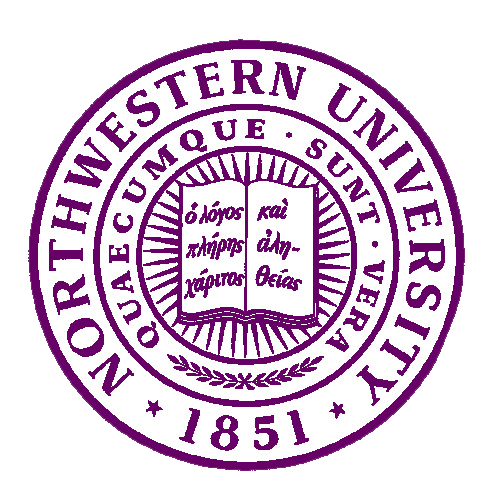 NORTHWESTERN UNIVERSITY
QUAECUMQUE · SUNT · VERA
ὁ λόγος
πλήρης
χάριτος
καὶ
ἀλη-
θείας
★ 1851 ★